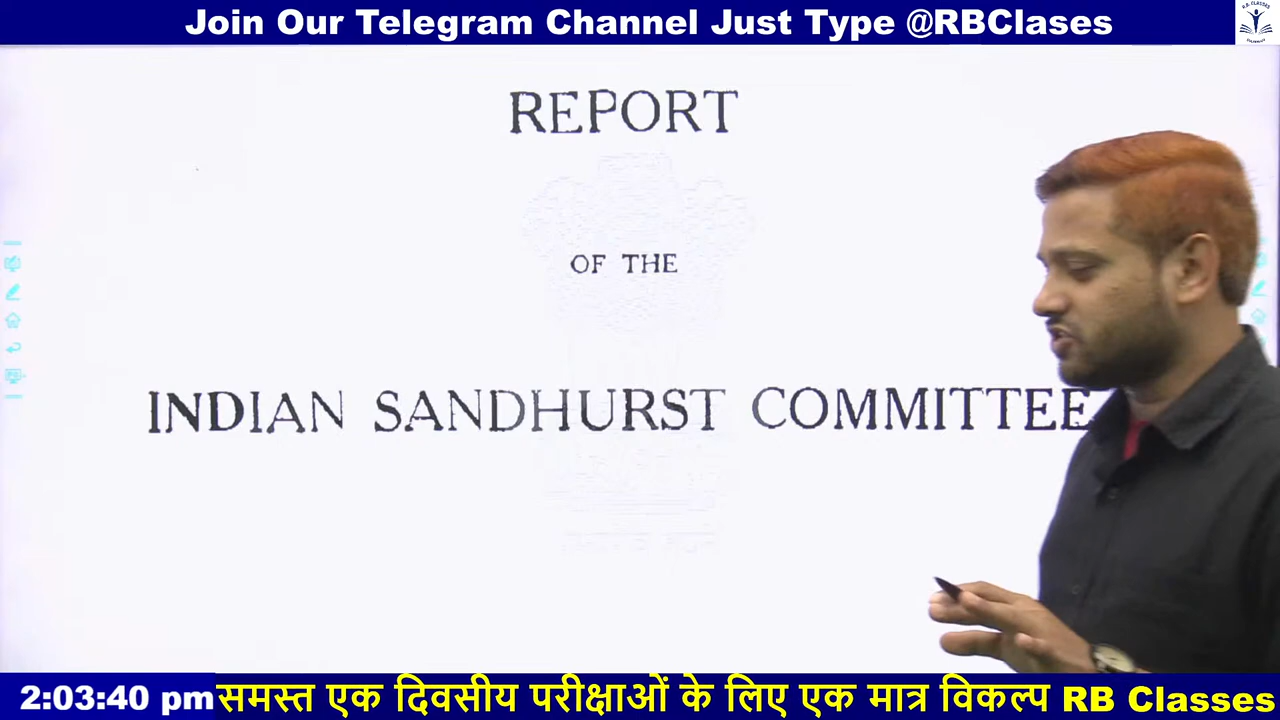 Join Our Telegram Channel Just Type @RBClases
R.B. CLASSES
REPORT
OF THE
INDIAN SANDHURST COMMITTEE
2:03:40 pm
समस्त एक दिवसीय परीक्षाओं के लिए एक मात्र विकल्प RB Classes